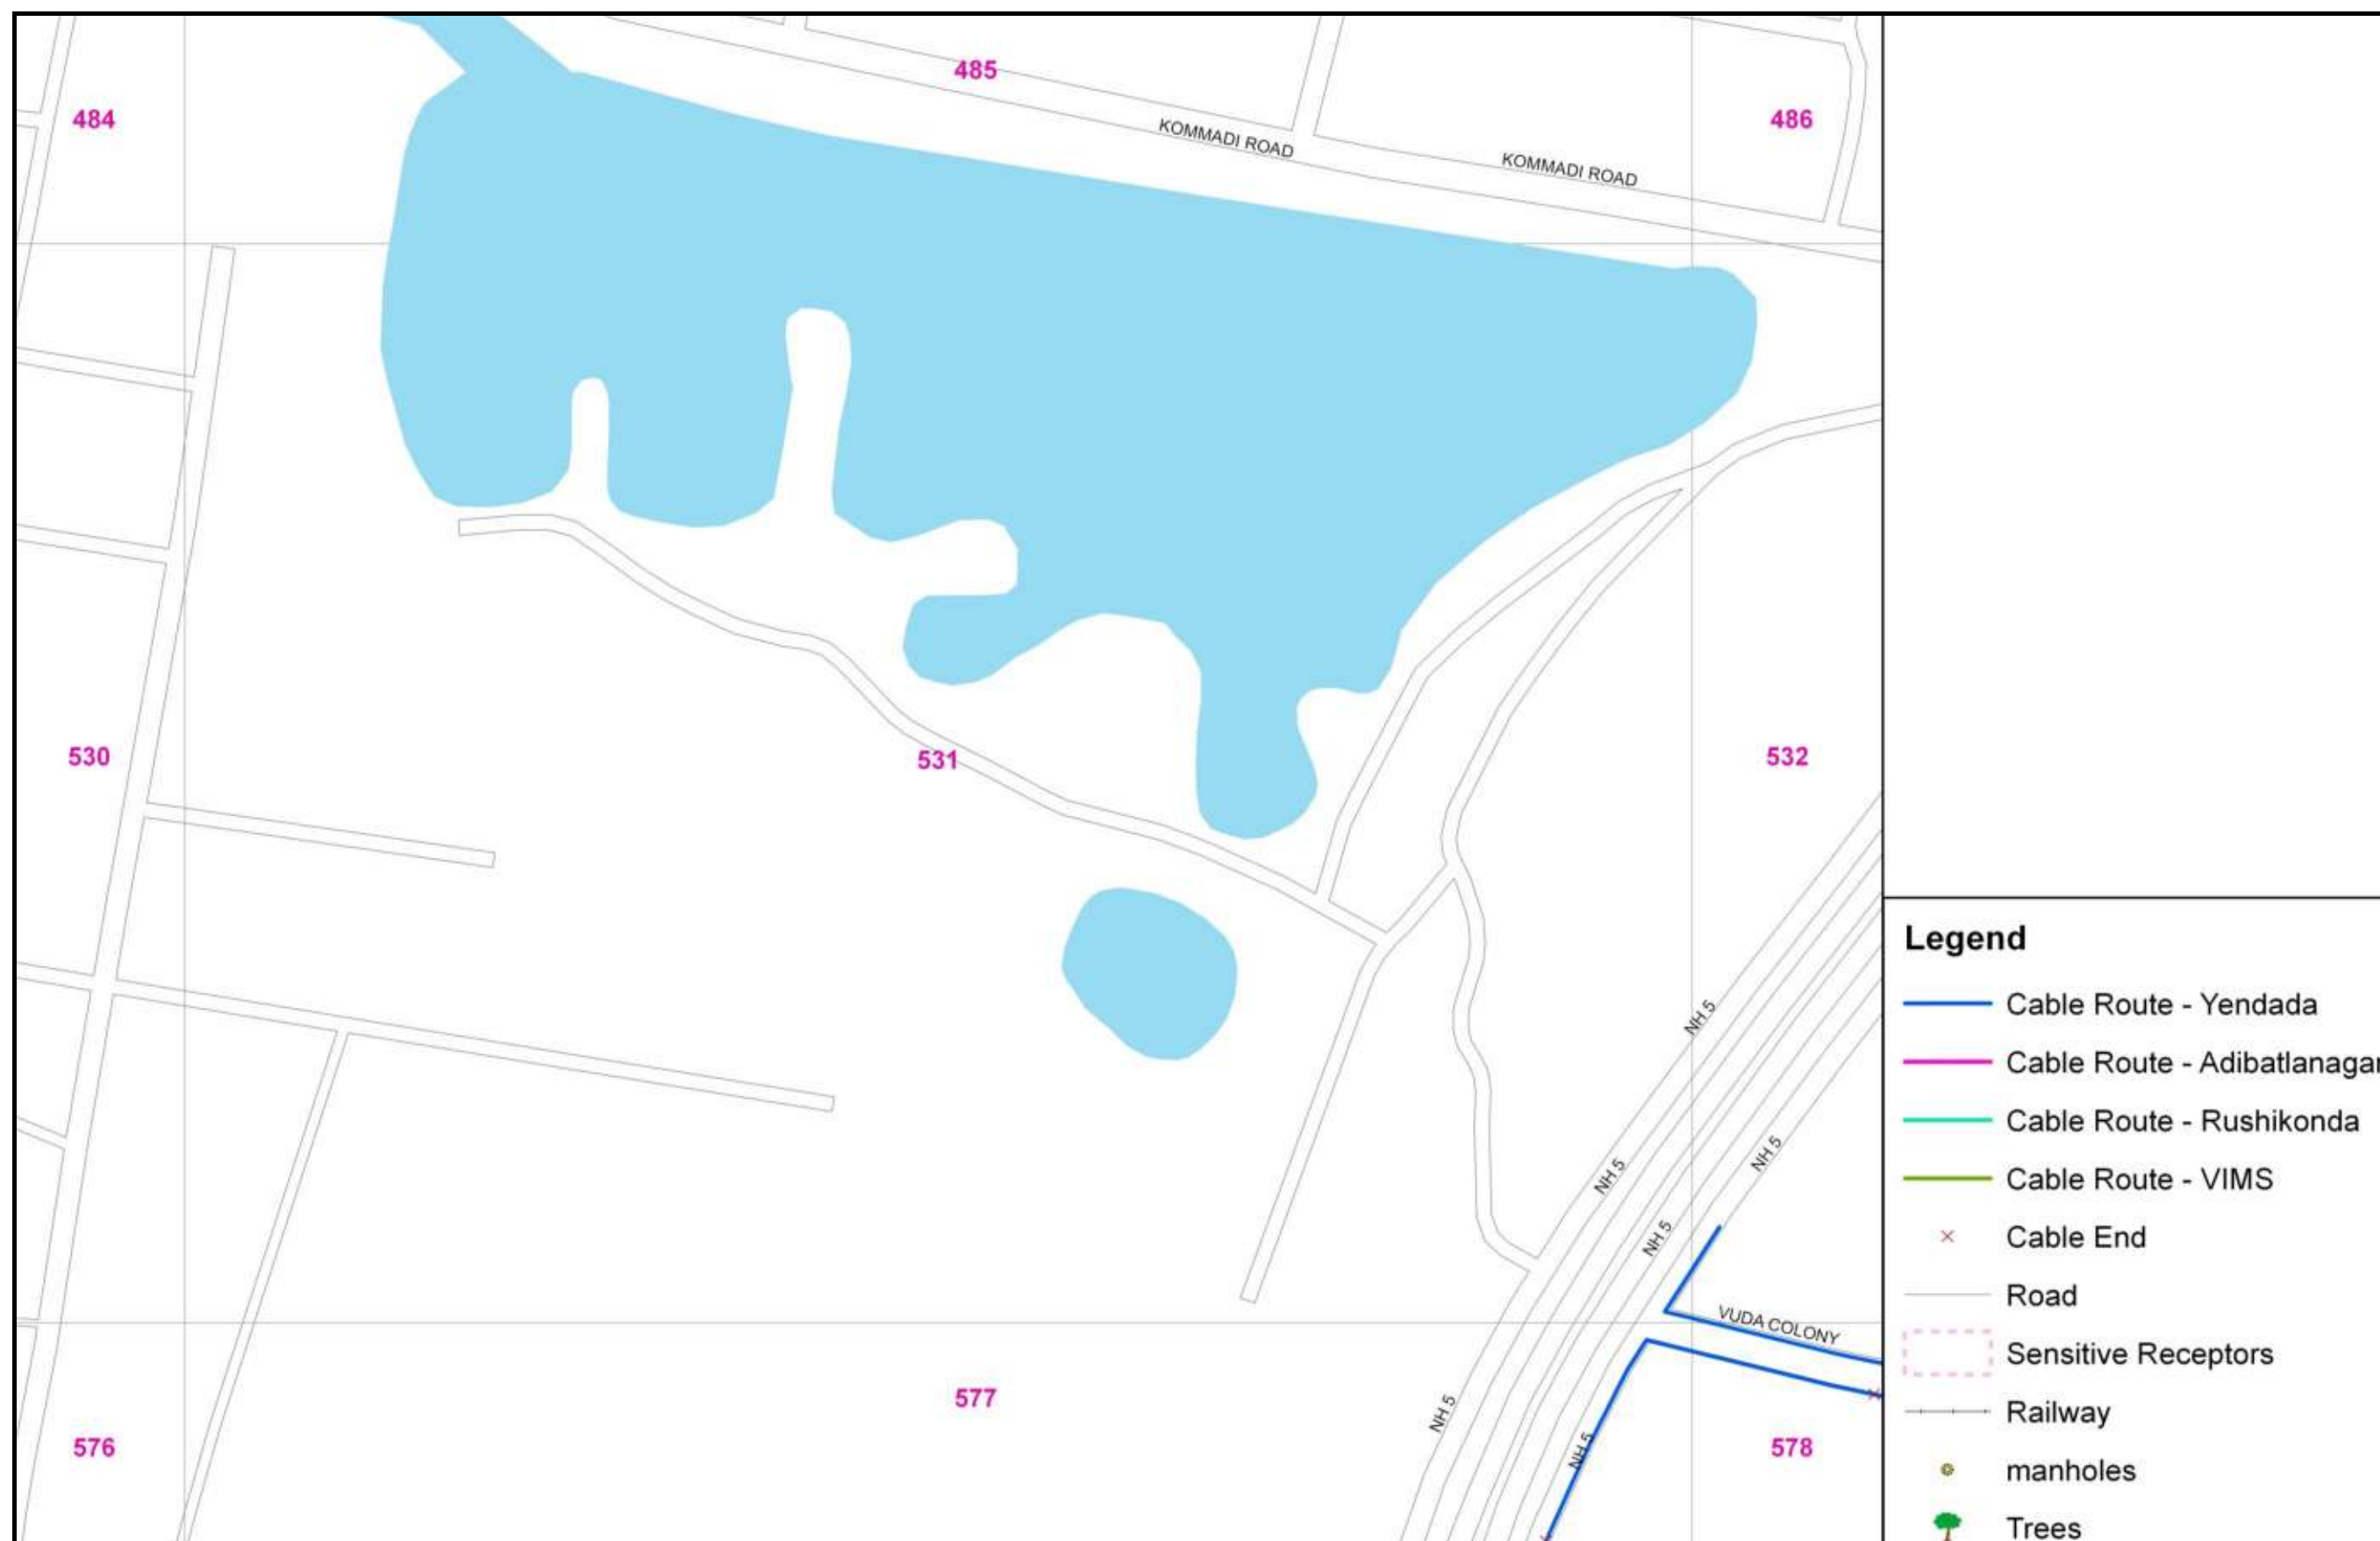 485
484
486
KOMMADI ROAD
KOMMADI ROAD
530
531
532
NH 5
NH 5
NH 5
NH 5
VUDA COLONY
NH 5
NH 5
577
576
578
Legend
Cable Route - Yendada
Cable Route - Adibatlanagar
Cable Route - Rushikonda
Cable Route - VIMS
Cable End
Road
Sensitive Receptors
Railway
manholes
Trees